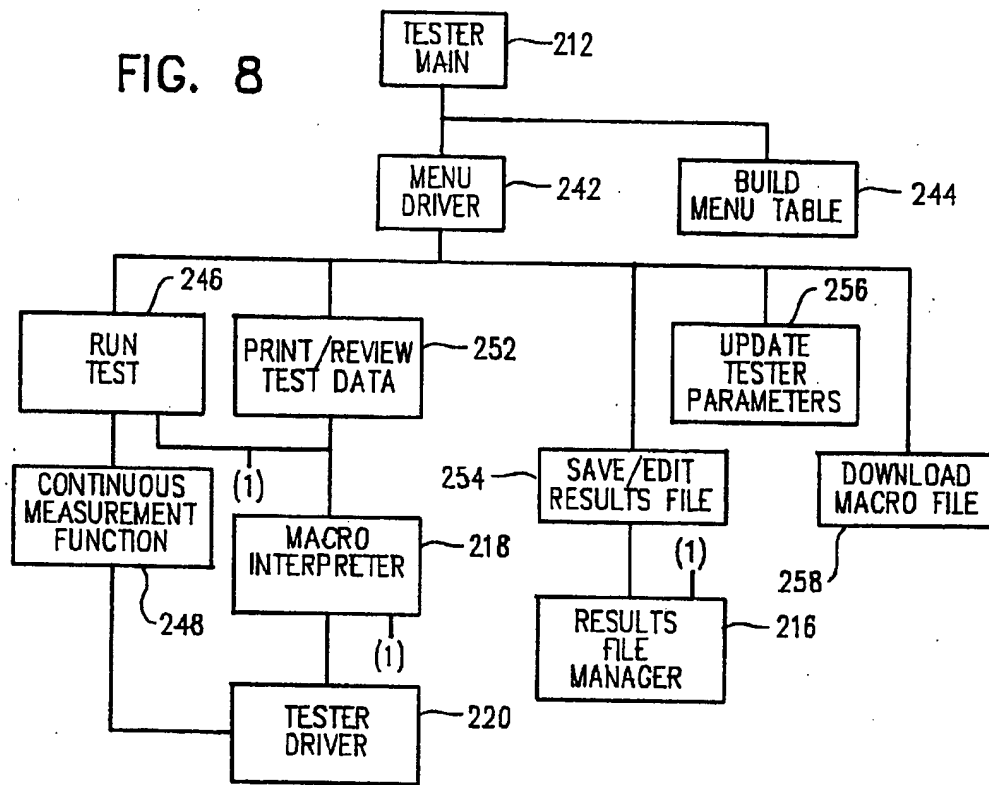 FIG. 8
TESTER
MAIN
212
MENU
DRIVER
242
BUILD
MENU TABLE
244
246
RUN
TEST
PRINT/REVIEW
TEST DATA
252
256
UPDATE
TESTER
PARAMETERS
(1)
CONTINUOUS
MEASUREMENT
FUNCTION
248
MACRO
INTERPRETER
218
(1)
254
SAVE/EDIT
RESULTS FILE
DOWNLOAD
MACRO FILE
258
(1)
RESULTS
FILE
MANAGER
216
TESTER
DRIVER
220